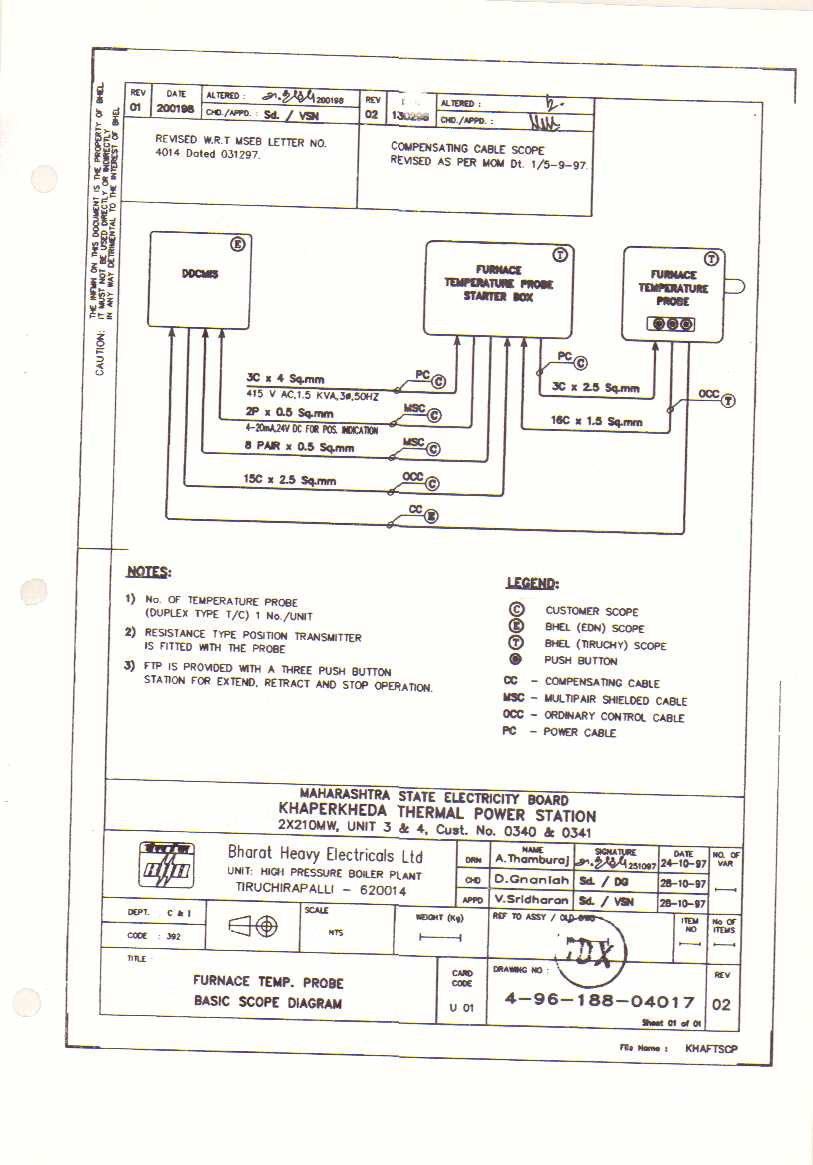 THE INFMN ON THIS DOCUMENT IS THE PROPERTY OF BHEL
CAUTION: IT MUST NOT BE USED DIRECTLY OR INDIRECTLY
IN ANY WAY DETRIMENTAL TO THE INTEREST OF BHEL
REV DATE ALTERED : 200198
01 200198 CHD./APPD. : Sd. / VSN
REV ALTERED :
02 CHD./APPD. :
REVISED W.R.T MSEB LETTER NO.
4014 Dated 031297.
COMPENSATING CABLE SCOPE
REVISED AS PER MOM Dt. 1/5-9-97.
E
DDCMIS
T
FURNACE
TEMPERATURE PROBE
STARTER BOX
T
FURNACE
TEMPERATURE
PROBE
3C x 4 Sq.mm PC C
415 V AC,1.5 KVA,3ø,50HZ
2P x 0.5 Sq.mm MSC C
4-20mA,24V DC FOR POS. INDICATION
8 PAIR x 0.5 Sq.mm MSC C
15C x 2.5 Sq.mm OCC C
CC E
PC C
3C x 2.5 Sq.mm
OCC T
16C x 1.5 Sq.mm
NOTES:
1) No. OF TEMPERATURE PROBE
(DUPLEX TYPE T/C) 1 No./UNIT
2) RESISTANCE TYPE POSITION TRANSMITTER
IS FITTED WITH THE PROBE
3) FTP IS PROVIDED WITH A THREE PUSH BUTTON
STATION FOR EXTEND, RETRACT AND STOP OPERATION.
LEGEND:
C CUSTOMER SCOPE
E BHEL (EDN) SCOPE
T BHEL (TIRUCHY) SCOPE
PUSH BUTTON
CC - COMPENSATING CABLE
MSC - MULTIPAIR SHIELDED CABLE
OCC - ORDINARY CONTROL CABLE
PC - POWER CABLE
MAHARASHTRA STATE ELECTRICITY BOARD
KHAPERKHEDA THERMAL POWER STATION
2X210MW, UNIT 3 & 4, Cust. No. 0340 & 0341
Bharat Heavy Electricals Ltd
UNIT: HIGH PRESSURE BOILER PLANT
TIRUCHIRAPALLI - 620014
NAME SIGNATURE DATE NO. OF VAR
DRN A.Thamburaj 251097 24-10-97
CHD D.Gnaniah Sd. / DG 28-10-97
APPD V.Sridharan Sd. / VSN 28-10-97
DEPT. C & I
CODE : 392
SCALE
NTS
WEIGHT (Kg)
REF TO ASSY / OLD
ITEM NO
No OF ITEMS
TITLE
FURNACE TEMP. PROBE
BASIC SCOPE DIAGRAM
CARD CODE
U 01
DRAWING NO :
4-96-188-04017
REV
02
Sheet 01 of 01
File Name : KHAFTSCP